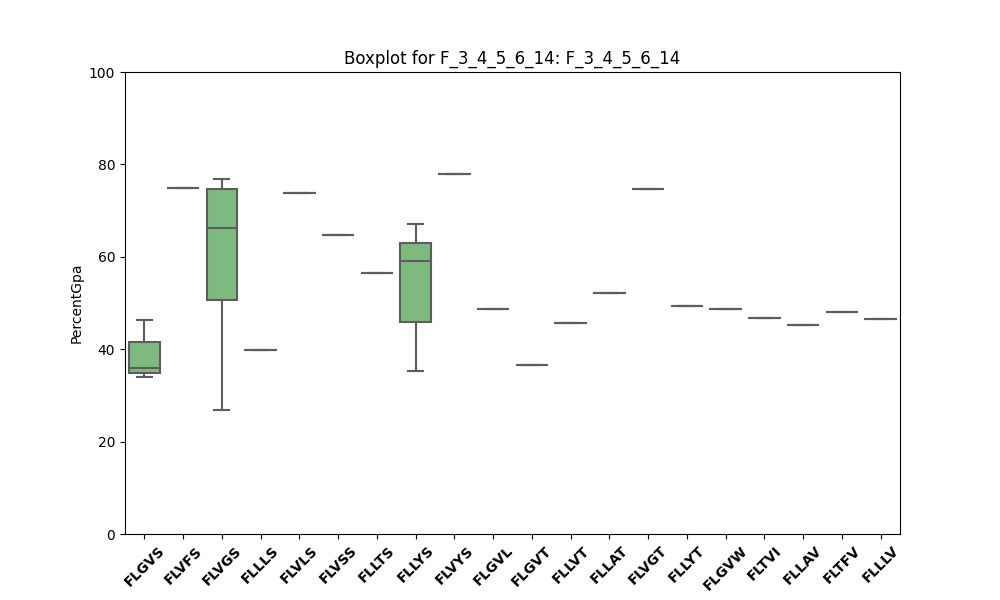 Boxplot for F_3_4_5_6_14: F_3_4_5_6_14
PercentGpa
100
80
60
40
20
0
FLGVS FLVFS FLVGS FLLLS FLVLS FLVSS FLLTS FLLYS FLVYS FLGVL FLGVT FLLVT FLLAT FLVGT FLLYT FLGVW FLTVI FLLAV FLTFV FLLLV